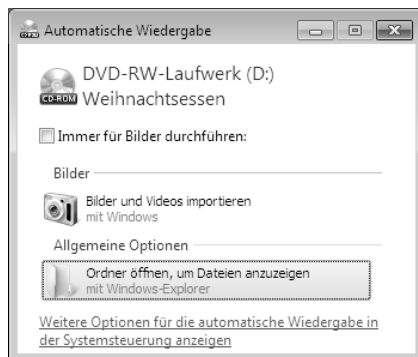 Automatische Wiedergabe
DVD-RW-Laufwerk (D:)
Weihnachtsessen
CD-ROM
Immer für Bilder durchführen:
Bilder
Bilder und Videos importieren
mit Windows
Allgemeine Optionen
Ordner öffnen, um Dateien anzuzeigen
mit Windows-Explorer
Weitere Optionen für die automatische Wiedergabe in
der Systemsteuerung anzeigen